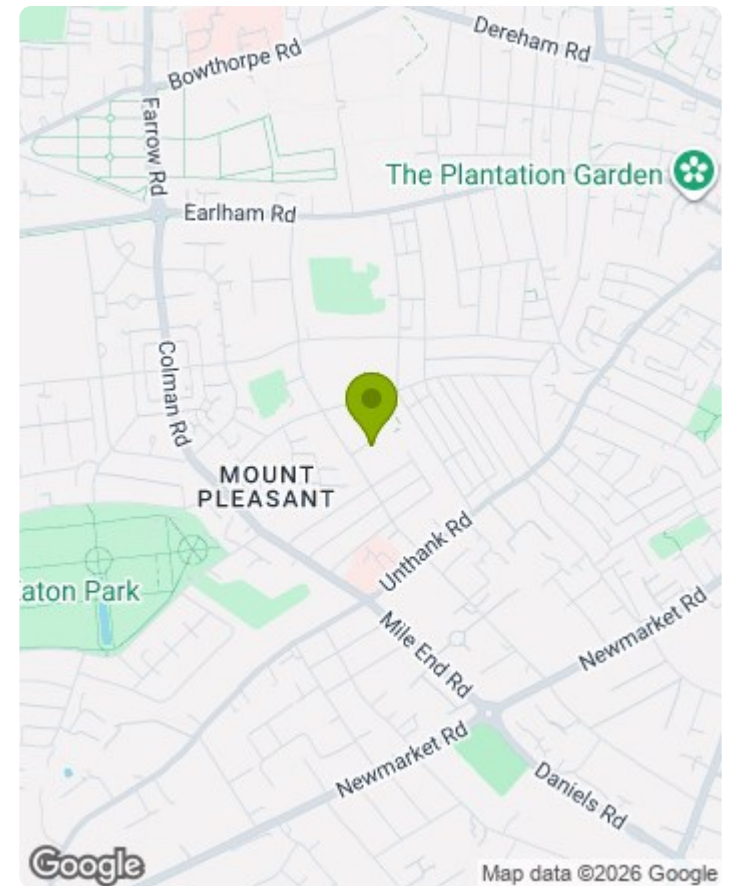 Dereham Rd
Bowthorpe Rd
Farrow Rd
The Plantation Garden
Earlham Rd
Colman Rd
MOUNT
PLEASANT
Unthank Rd
aton Park
Mile End Rd
Newmarket Rd
Newmarket Rd
Daniels Rd
Google
Map data ©2026 Google